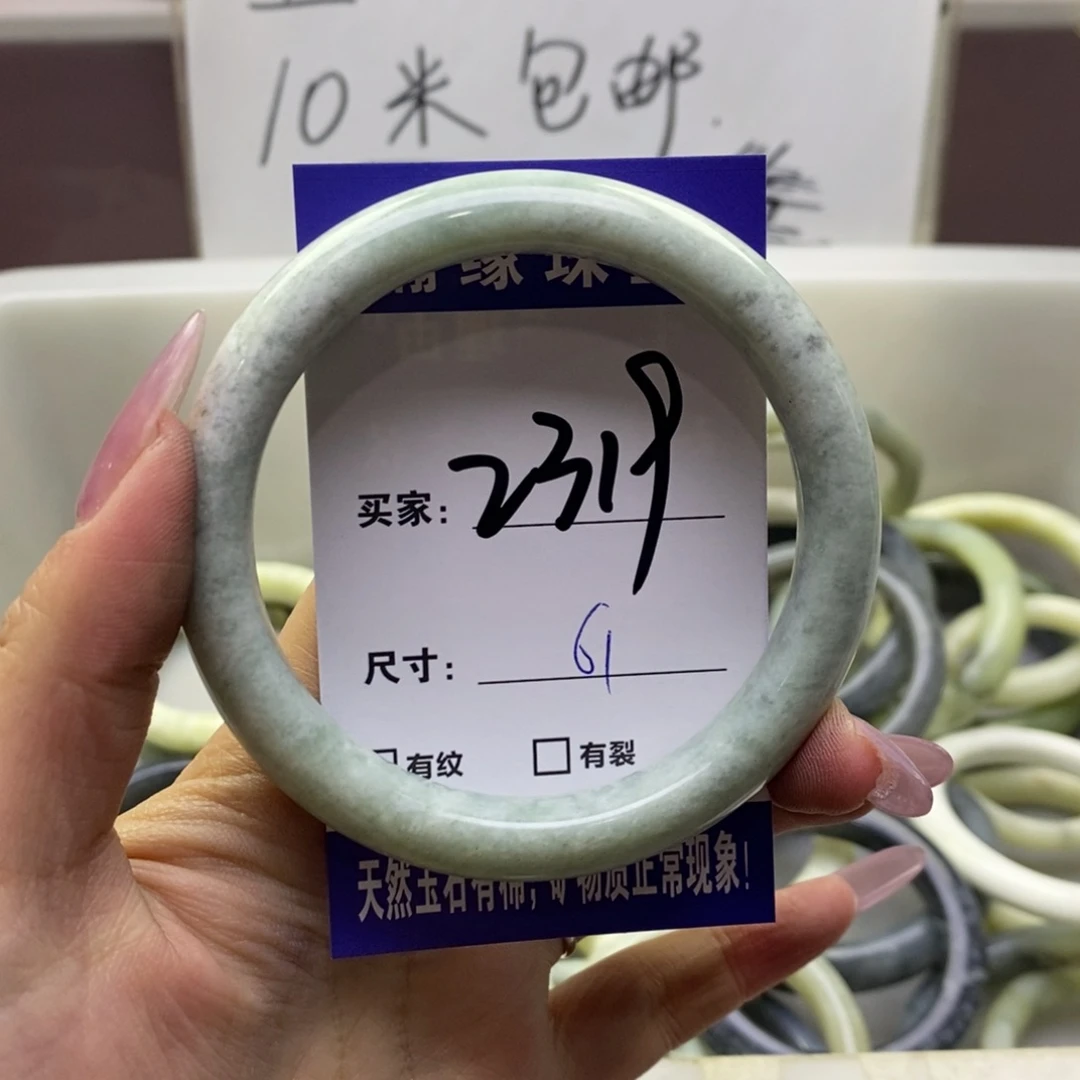 10米包邮.
缘珠
买家: 2319
尺寸: 61
□有纹 □有裂
天然玉石有棉, 矿物质正常现象!